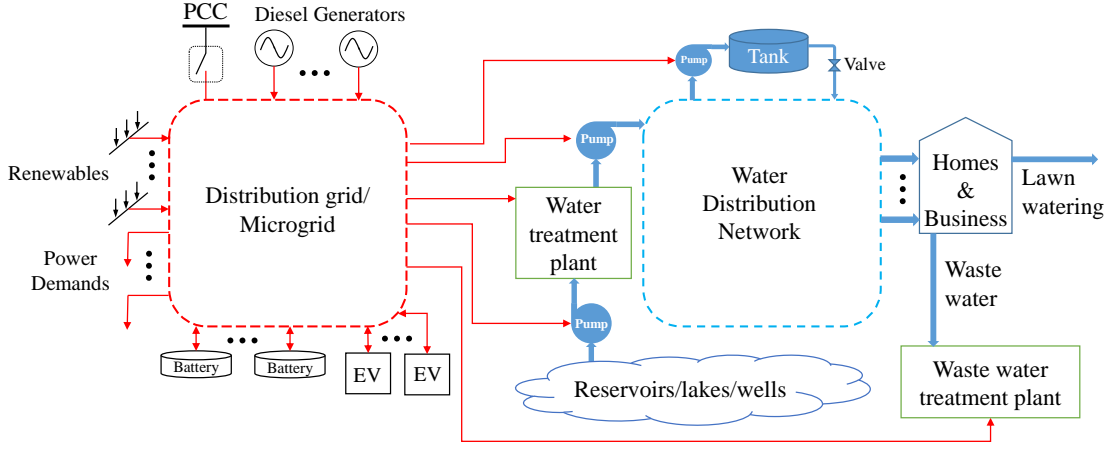 PCC
Diesel Generators
Renewables
Power
Demands
Distribution grid/
Microgrid
Battery
Battery
EV
EV
Pump
Tank
Valve
Pump
Water
treatment
plant
Pump
Reservoirs/lakes/wells
Water
Distribution
Network
Homes
&
Business
Lawn
watering
Waste
water
Waste water
treatment plant